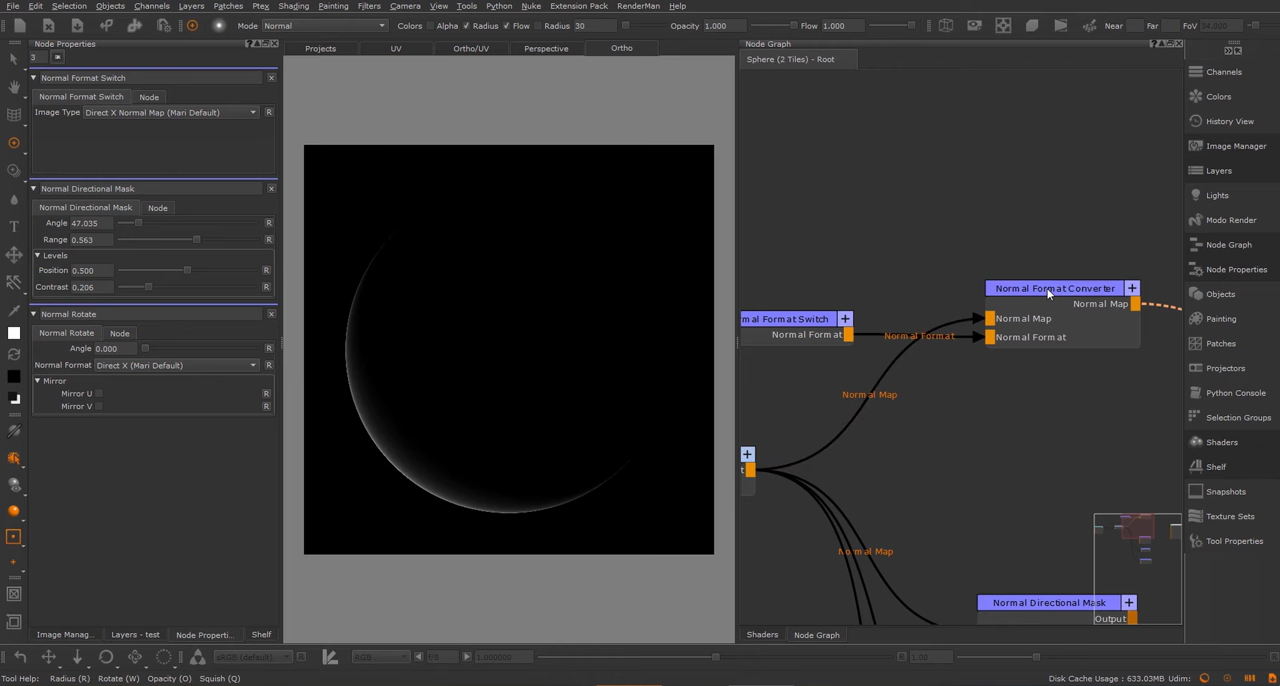 File Edit Selection Objects Channels Layers Patches Ptex Shading Painting Filters Camera View Tools Python Nuke Extension Pack RenderMan Help
Mode Normal Colors Alpha Radius Flow Radius 30 Opacity 1.000 Flow 1.000 Near Far FoV
Node Properties
3
Normal Format Switch
Normal Format Switch Node
Image Type Direct X Normal Map (Mari Default) R
Normal Directional Mask
Normal Directional Mask Node
Angle 47.035 R
Range 0.563 R
Levels
Position 0.500 R
Contrast 0.206 R
Normal Rotate
Normal Rotate Node
Angle 0.000 R
Normal Format Direct X (Mari Default) R
Mirror
Mirror U R
Mirror V R
Image Manag... Layers - test Node Properti... Shelf
Projects UV Ortho/UV Perspective Ortho
Node Graph
Sphere (2 Tiles) - Root
Normal Format Converter +
Normal Map
Normal Map
Normal Format
mal Format Switch +
Normal Format
Normal Format
Normal Map
+
t
Normal Map
Normal Directional Mask +
Output
Shaders Node Graph
Channels
Colors
History View
Image Manager
Layers
Lights
Modo Render
Node Graph
Node Properties
Objects
Painting
Patches
Projectors
Python Console
Selection Groups
Shaders
Shelf
Snapshots
Texture Sets
Tool Properties
sRGB (default) R RGB f/8 1.000000 R 1.00 R
Tool Help: Radius (R) Rotate (W) Opacity (O) Squish (Q) Disk Cache Usage : 633.03MB Udim: